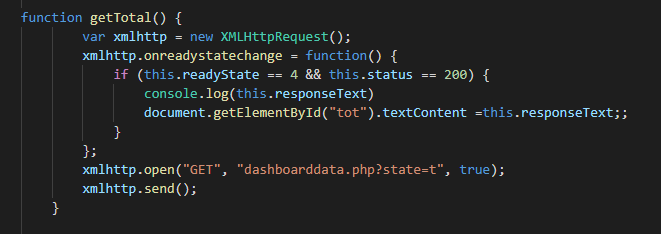 function getTotal() {
var xmlhttp = new XMLHttpRequest();
xmlhttp.onreadystatechange = function() {
if (this.readyState == 4 && this.status == 200) {
console.log(this.responseText)
document.getElementById("tot").textContent =this.responseText;;
}
};
xmlhttp.open("GET", "dashboarddata.php?state=t", true);
xmlhttp.send();
}